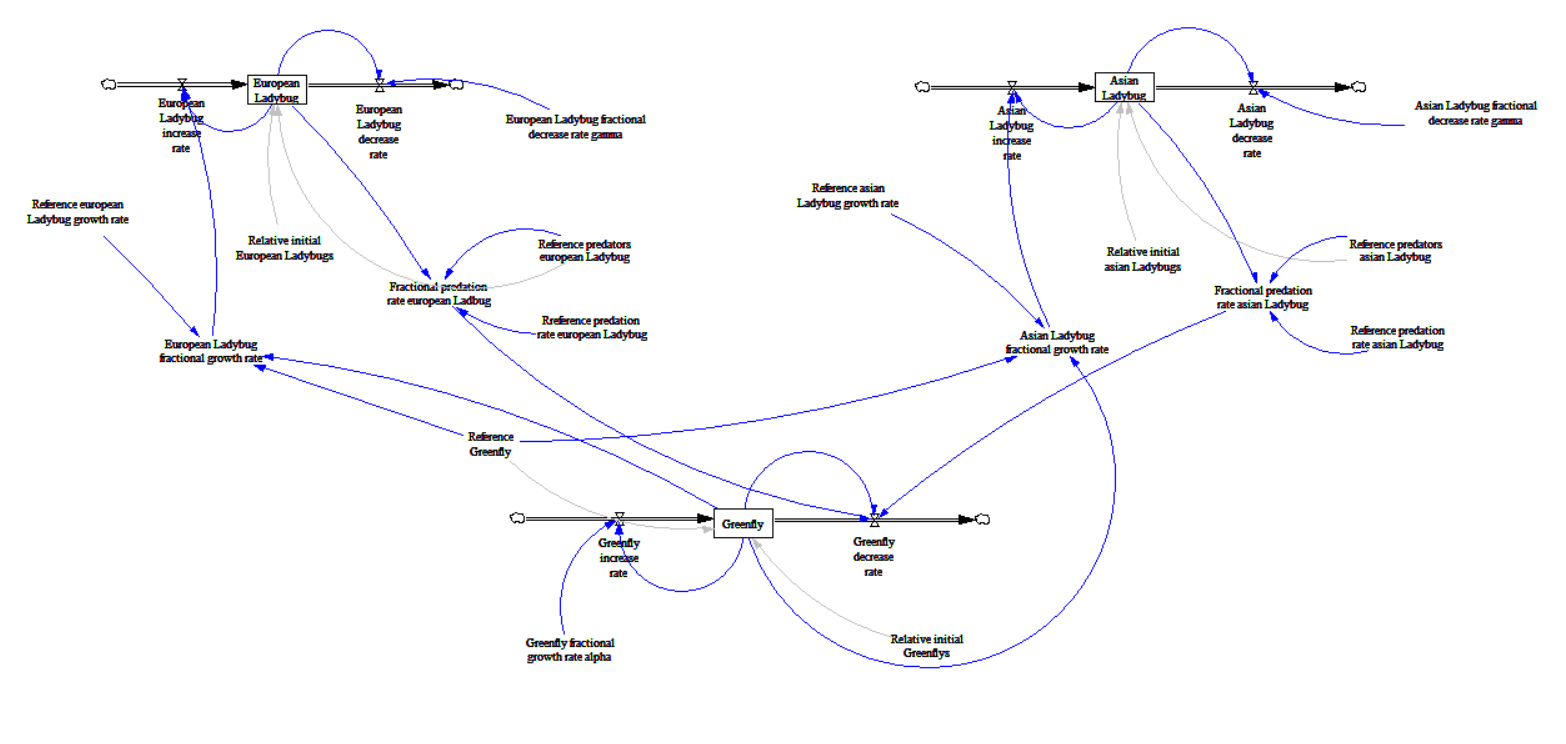 European
Ladybug
European
Ladybug
increase
rate
European
Ladybug
decrease
rate
European Ladybug fractional
decrease rate gamma
Asian
Ladybug
Asian
Ladybug
increase
rate
Asian
Ladybug
decrease
rate
Asian Ladybug fractional
decrease rate gamma
Reference european
Ladybug growth rate
Relative initial
European Ladybugs
Reference predators
european Ladybug
Fractional predation
rate european Ladbug
Rreference predation
rate european Ladybug
European Ladybug
fractional growth rate
Reference asian
Ladybug growth rate
Relative initial
asian Ladybugs
Reference predators
asian Ladybug
Fractional predation
rate asian Ladybug
Reference predation
rate asian Ladybug
Asian Ladybug
fractional growth rate
Reference
Greenfly
Greenfly
Greenfly
increase
rate
Greenfly
decrease
rate
Greenfly fractional
growth rate alpha
Relative initial
Greenflys